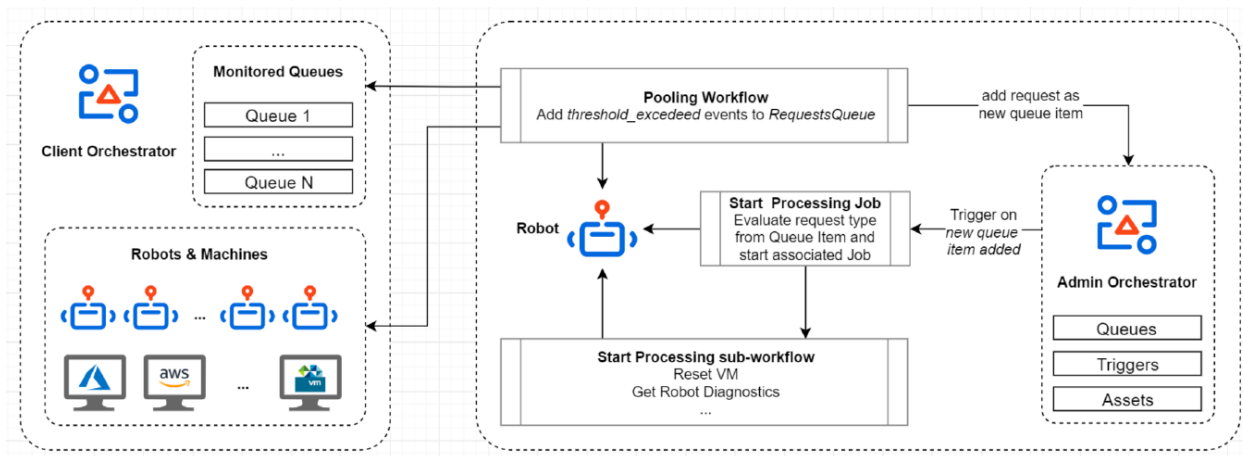 Client Orchestrator
Monitored Queues
Queue 1
...
Queue N
Robots & Machines
...
aws
...
vm
Pooling Workflow
Add threshold_excedeed events to RequestsQueue
add request as
new queue item
Robot
Start Processing Job
Evaluate request type
from Queue Item and
start associated Job
Trigger on
new queue
item added
Admin Orchestrator
Queues
Triggers
Assets
Start Processing sub-workflow
Reset VM
Get Robot Diagnostics
...